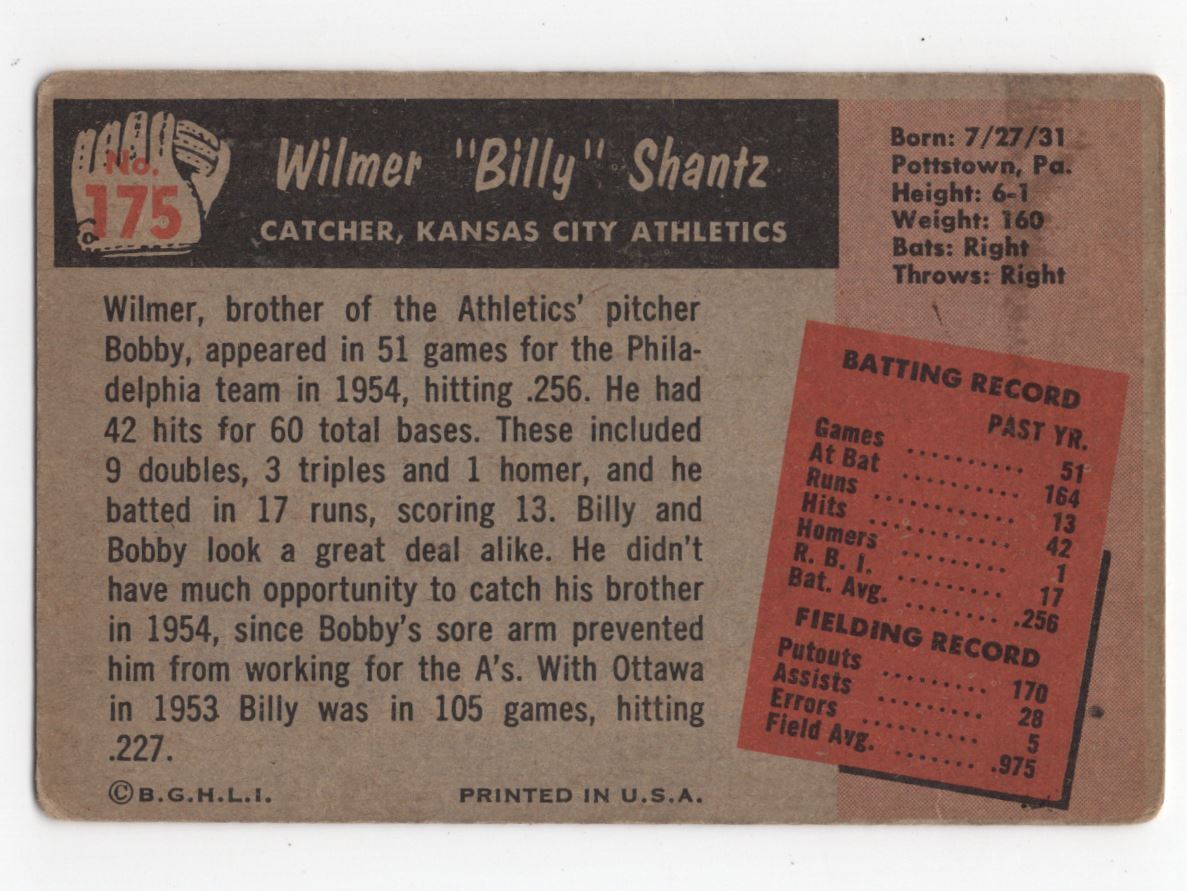 No.
175
Wilmer "Billy" Shantz
CATCHER, KANSAS CITY ATHLETICS
Born: 7/27/31
Pottstown, Pa.
Height: 6-1
Weight: 160
Bats: Right
Throws: Right
Wilmer, brother of the Athletics' pitcher
Bobby, appeared in 51 games for the Phila-
delphia team in 1954, hitting .256. He had
42 hits for 60 total bases. These included
9 doubles, 3 triples and 1 homer, and he
batted in 17 runs, scoring 13. Billy and
Bobby look a great deal alike. He didn't
have much opportunity to catch his brother
in 1954, since Bobby's sore arm prevented
him from working for the A's. With Ottawa
in 1953 Billy was in 105 games, hitting
.227.
© B.G.H.L.I. PRINTED IN U.S.A.
BATTING RECORD
PAST YR.
Games .......... 51
At Bat .......... 164
Runs ............ 13
Hits ............ 42
Homers ......... 1
R. B. I. ......... 17
Bat. Avg. ........ .256
FIELDING RECORD
Putouts ......... 170
Assists ......... 28
Errors .......... 5
Field Avg. ....... .975